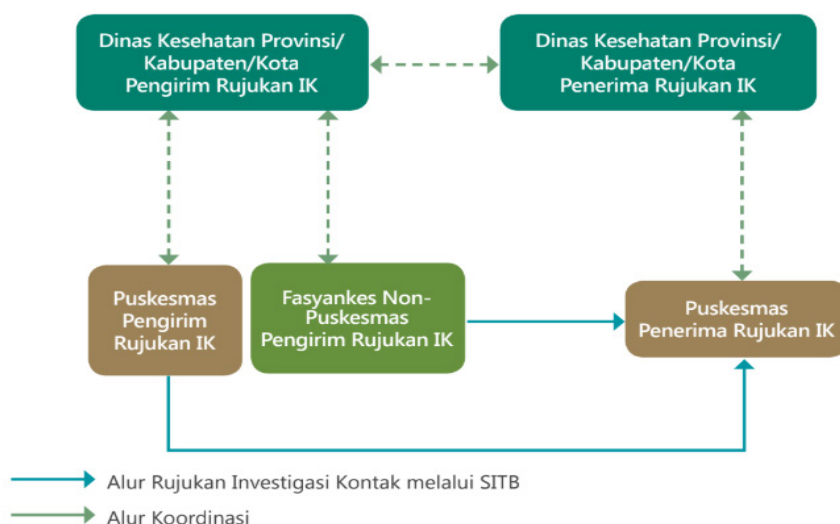 Dinas Kesehatan Provinsi/
Kabupaten/Kota
Pengirim Rujukan IK
Dinas Kesehatan Provinsi/
Kabupaten/Kota
Penerima Rujukan IK
Puskesmas
Pengirim
Rujukan IK
Fasyankes Non-
Puskesmas
Pengirim Rujukan IK
Puskesmas
Penerima Rujukan IK
Alur Rujukan Investigasi Kontak melalui SITB
Alur Koordinasi